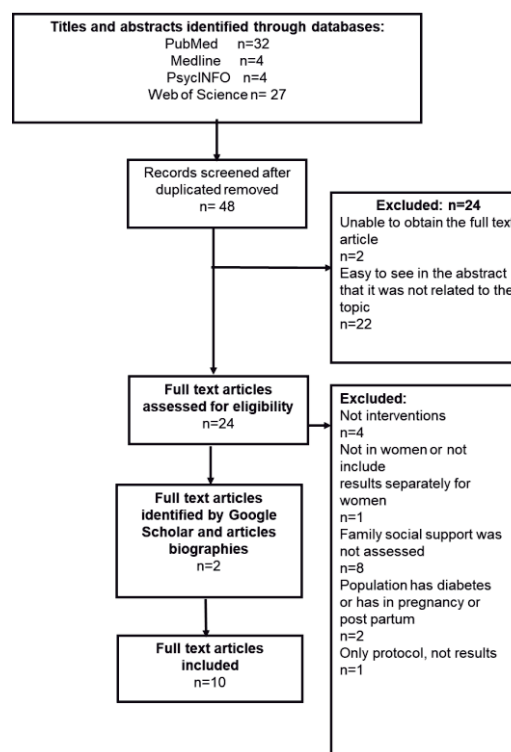 Titles and abstracts identified through databases:
PubMed n=32
Medline n=4
PsycINFO n=4
Web of Science n= 27
Records screened after
duplicated removed
n= 48
Excluded: n=24
Unable to obtain the full text
article
n=2
Easy to see in the abstract
that it was not related to the
topic
n=22
Full text articles
assessed for eligibility
n=24
Excluded:
Not interventions
n=4
Not in women or not
include
results separately for
women
n=1
Family social support was
not assessed
n=8
Population has diabetes
or has in pregnancy or
post partum
n=2
Only protocol, not results
n=1
Full text articles
identified by Google
Scholar and articles
biographies
n=2
Full text articles
included
n=10